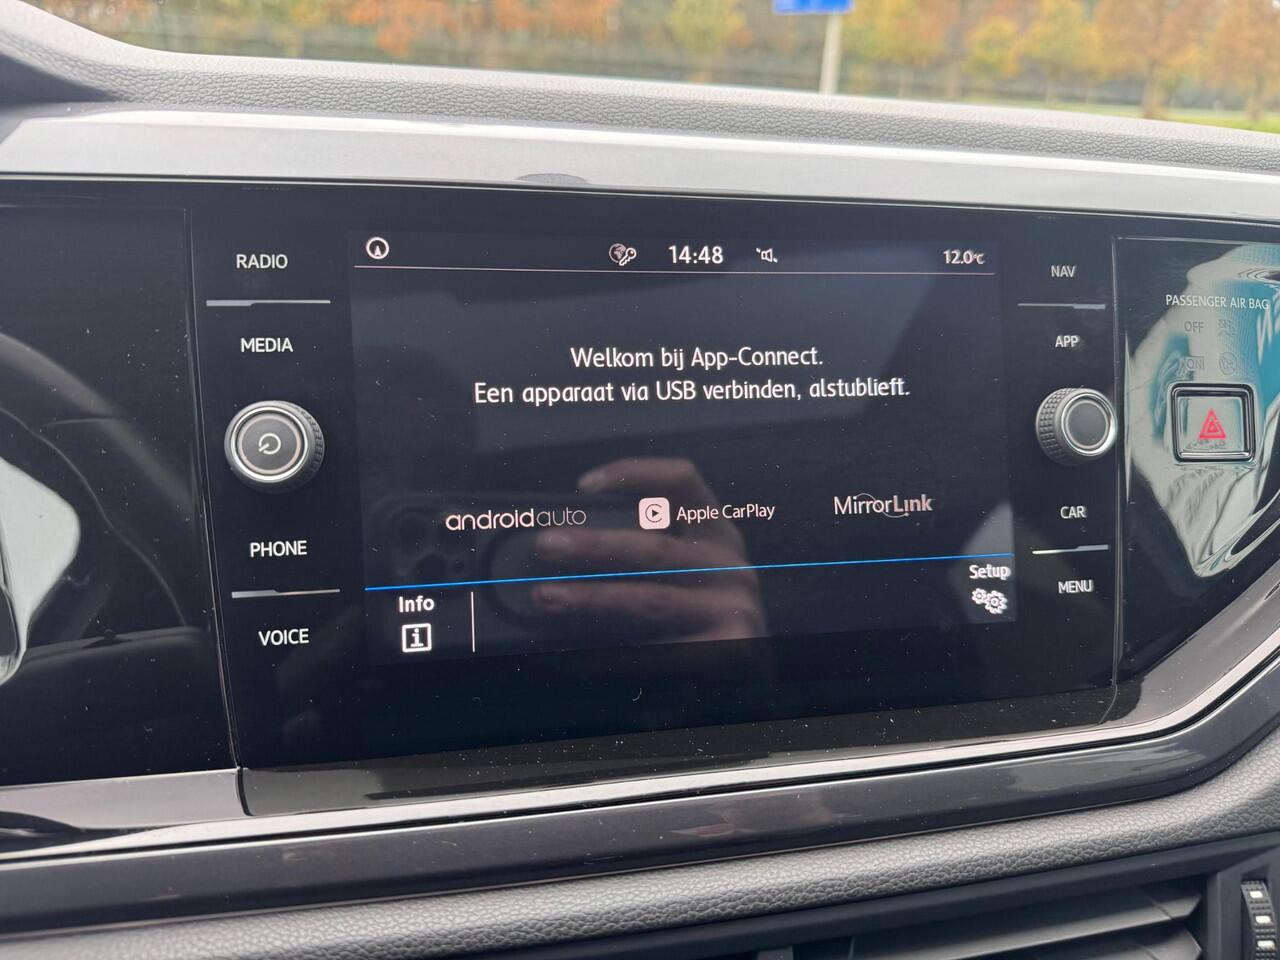 RADIO
MEDIA
PHONE
VOICE
14:48
12.0°C
Welkom bij App-Connect.
Een apparaat via USB verbinden, alstublieft.
androidauto
Apple CarPlay
MirrorLink
Info
i
Setup
NAV
APP
CAR
MENU
PASSENGER AIR BAG
OFF
ON